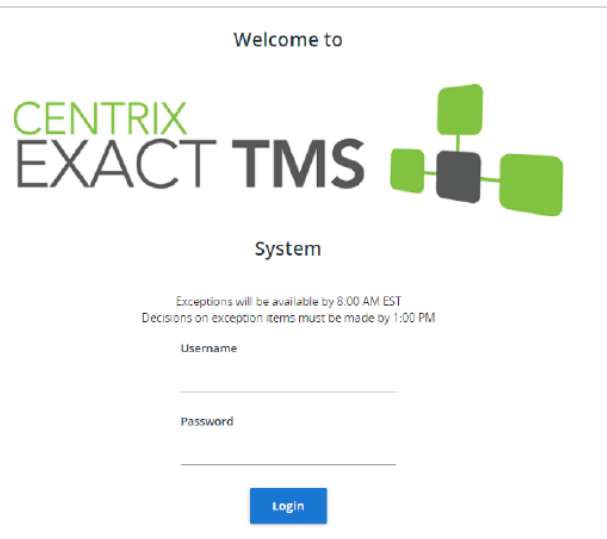 Welcome to
CENTRIX
EXACT TMS
System
Exceptions will be available by 8:00 AM EST
Decisions on exception items must be made by 1:00 PM
Username
Password
Login